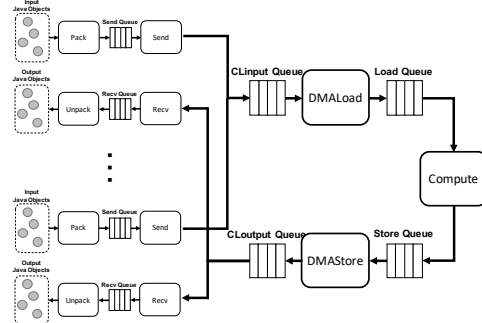 Input
Java Objects
Pack
Send Queue
Send
Output
Java Objects
Unpack
Recv Queue
Recv
CLinput Queue
DMALoad
Load Queue
Compute
Input
Java Objects
Pack
Send Queue
Send
CLoutput Queue
DMAStore
Store Queue
Output
Java Objects
Unpack
Recv Queue
Recv